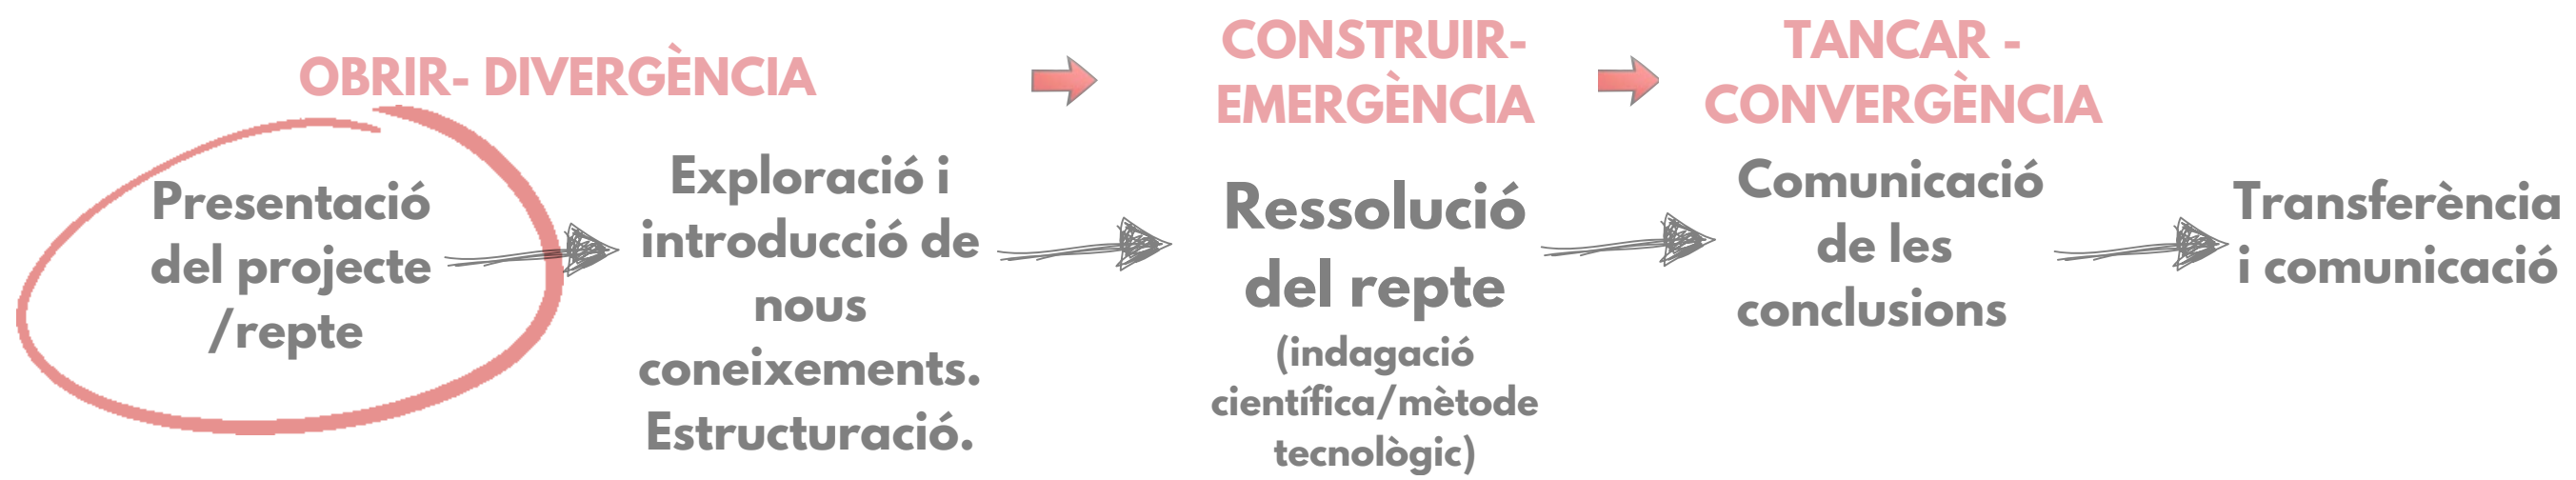 OBRIR- DIVERGÈNCIA
CONSTRUIR-
EMERGÈNCIA
TANCAR -
CONVERGÈNCIA
Presentació
del projecte
/repte
Exploració i
introducció de
nous
coneixements.
Estructuració.
Ressolució
del repte
(indagació
científica/mètode
tecnològic)
Comunicació
de les
conclusions
Transferència
i comunicació